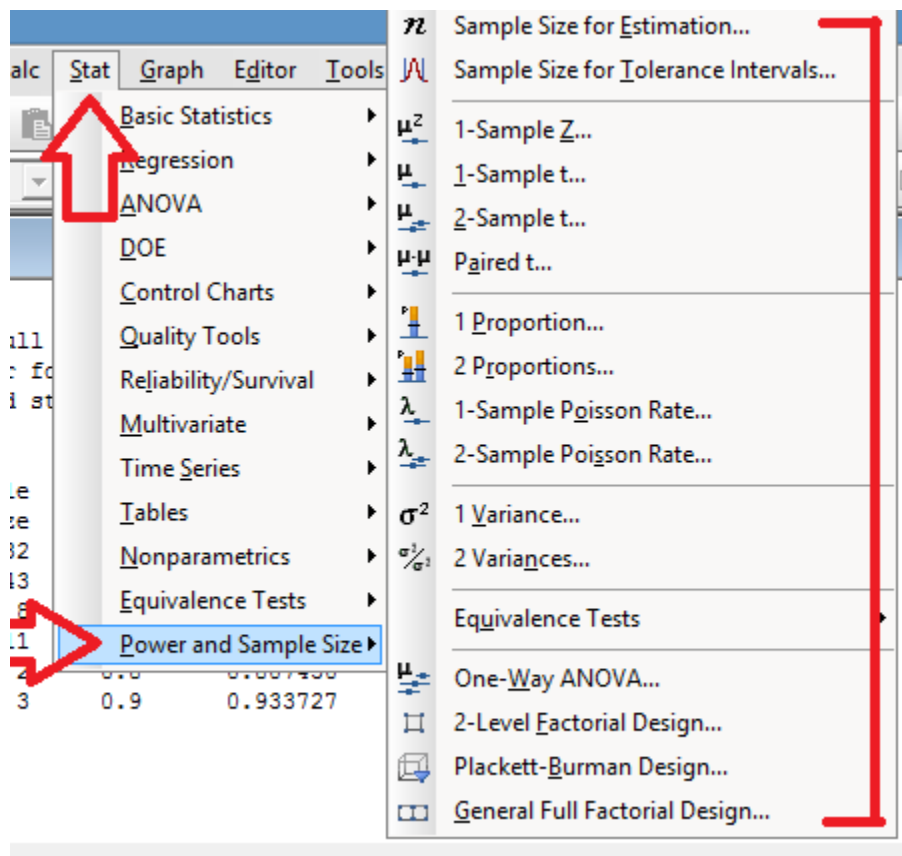 alc Stat Graph Editor Tools
Basic Statistics
Regression
ANOVA
DOE
Control Charts
Quality Tools
Reliability/Survival
Multivariate
Time Series
Tables
Nonparametrics
Equivalence Tests
Power and Sample Size
n Sample Size for Estimation...
Sample Size for Tolerance Intervals...
µZ 1-Sample Z...
µ 1-Sample t...
µ 2-Sample t...
µ-µ Paired t...
P 1 Proportion...
P 2 Proportions...
λ 1-Sample Poisson Rate...
λ 2-Sample Poisson Rate...
σ² 1 Variance...
σ²/σ² 2 Variances...
Equivalence Tests
µ One-Way ANOVA...
2-Level Factorial Design...
Plackett-Burman Design...
General Full Factorial Design...
3 0.9 0.933727